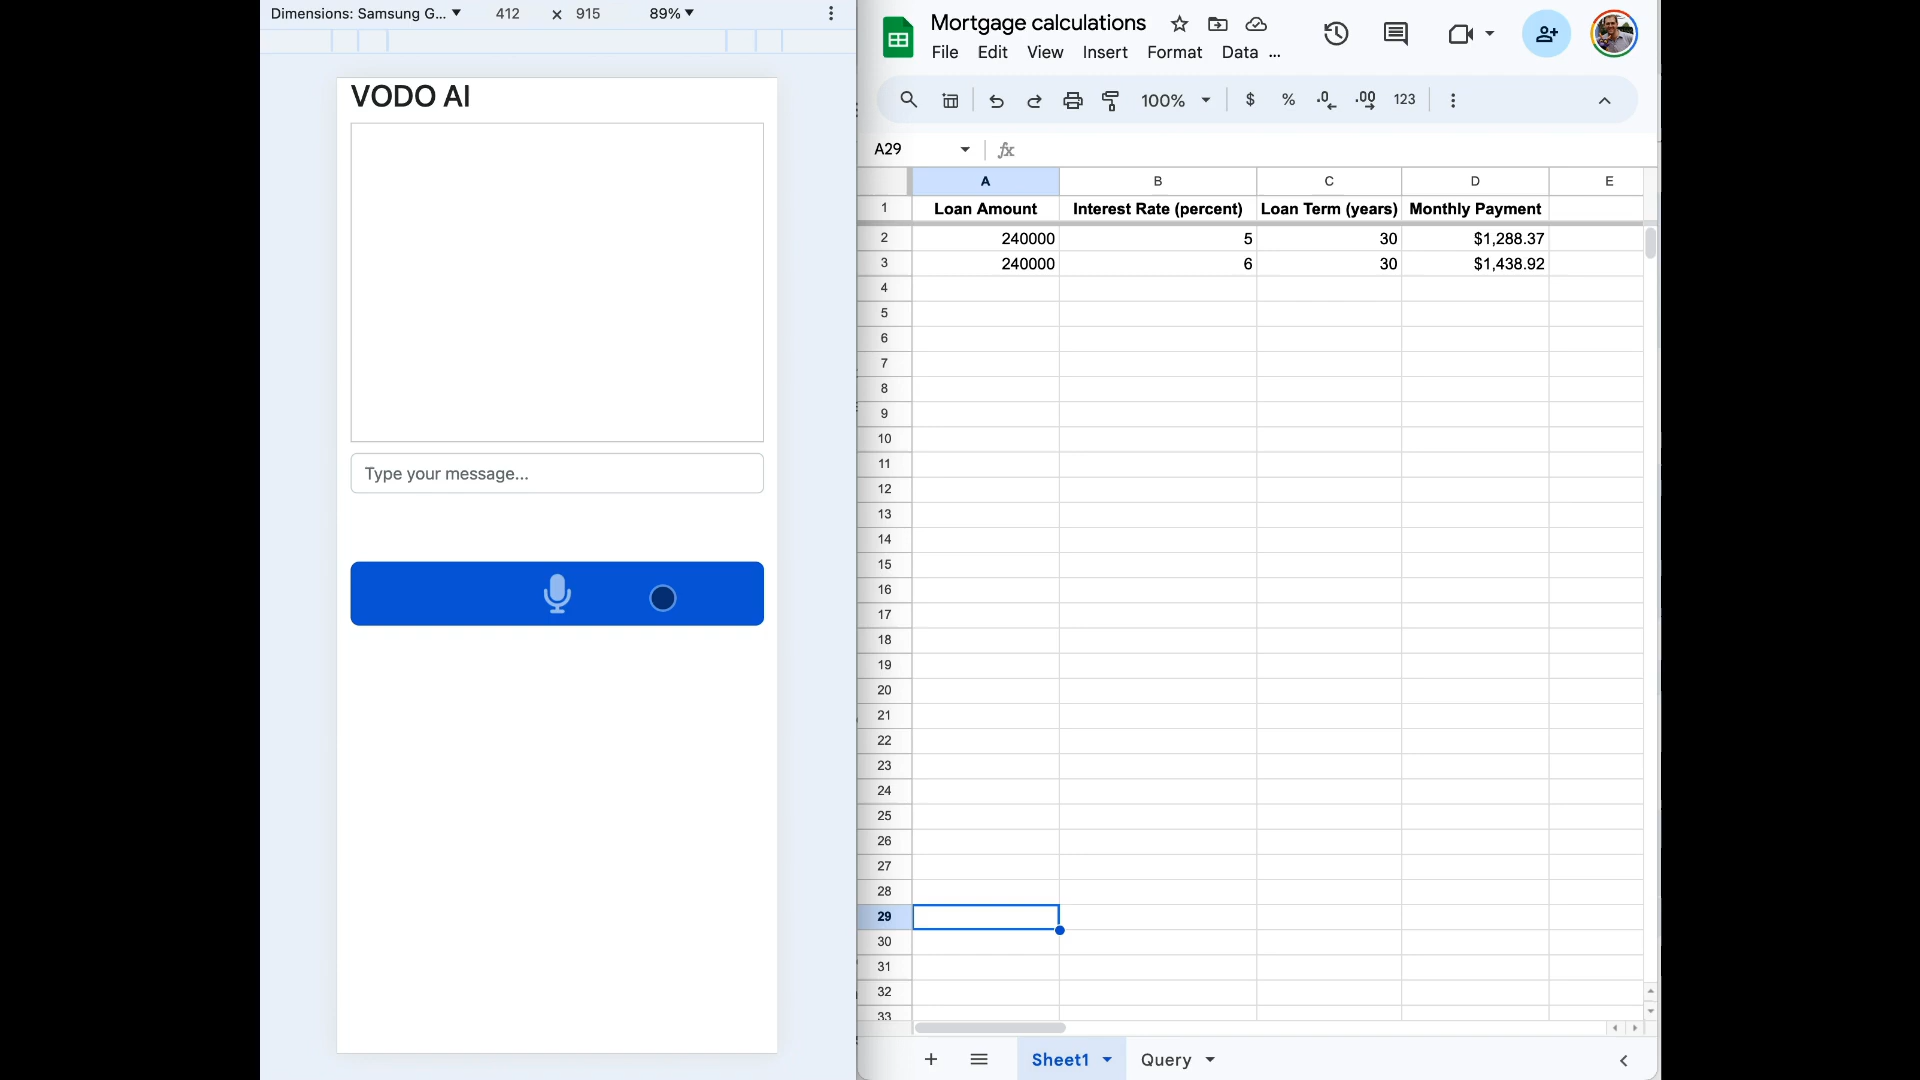 Dimensions: Samsung G... ▼ 412 × 915 89% ▼
VODO AI
Type your message...
Mortgage calculations
File Edit View Insert Format Data ...
100% $ % .0 .00 123
A29 fx
A B C D E
1 Loan Amount Interest Rate (percent) Loan Term (years) Monthly Payment
2 240000 5 30 $1,288.37
3 240000 6 30 $1,438.92
4
5
6
7
8
9
10
11
12
13
14
15
16
17
18
19
20
21
22
23
24
25
26
27
28
29
30
31
32
33
Sheet1 Query